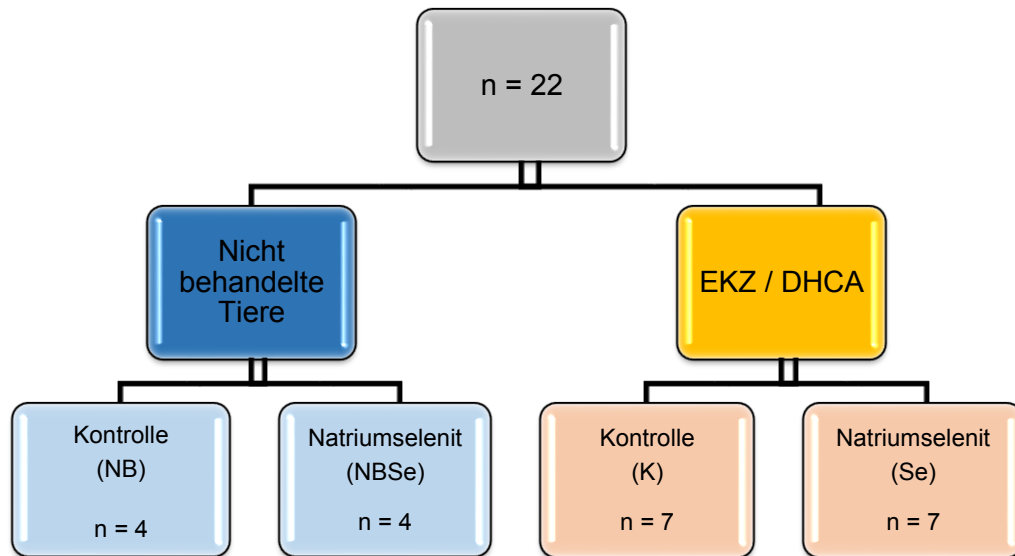 n = 22
Nicht
behandelte
Tiere
EKZ / DHCA
Kontrolle
(NB)
n = 4
Natriumselenit
(NBSe)
n = 4
Kontrolle
(K)
n = 7
Natriumselenit
(Se)
n = 7